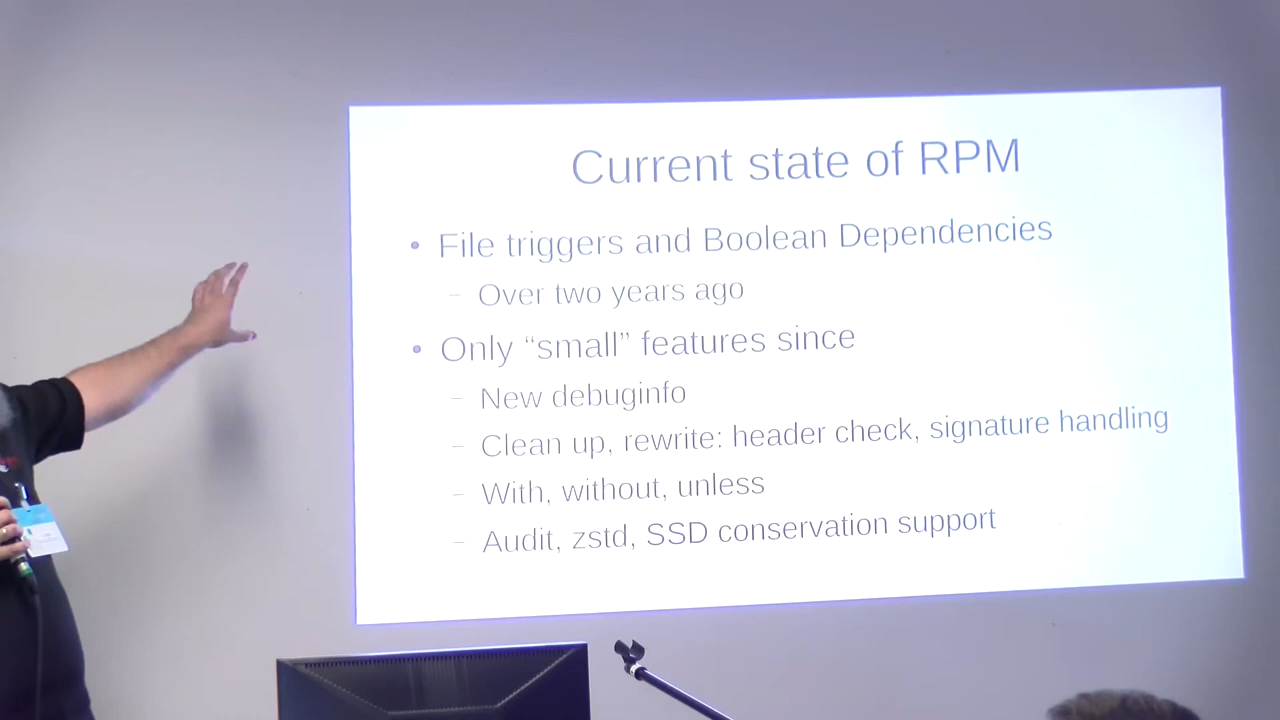 Current state of RPM
• File triggers and Boolean Dependencies
– Over two years ago
• Only “small” features since
– New debuginfo
– Clean up, rewrite: header check, signature handling
– With, without, unless
– Audit, zstd, SSD conservation support